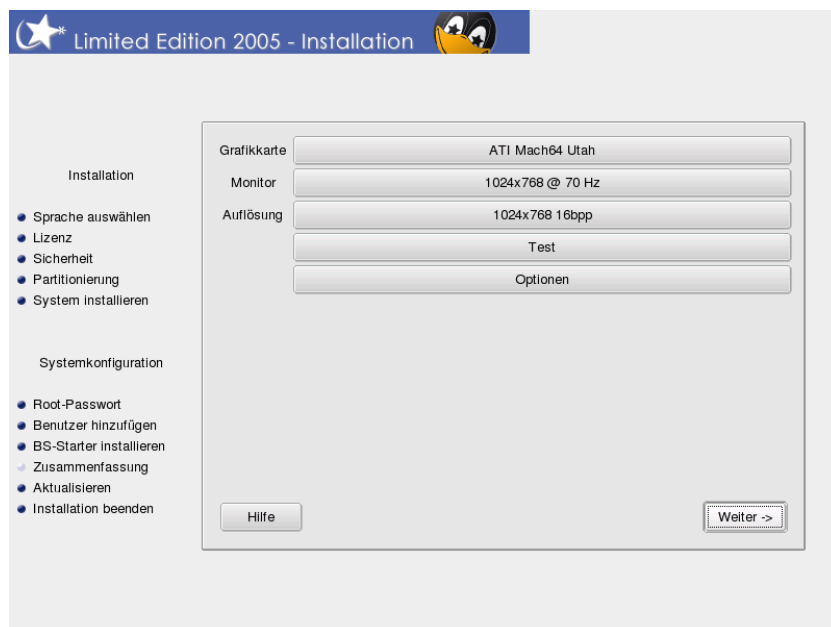 Limited Edition 2005 - Installation
Installation
Sprache auswählen
Lizenz
Sicherheit
Partitionierung
System installieren
Systemkonfiguration
Root-Passwort
Benutzer hinzufügen
BS-Starter installieren
Zusammenfassung
Aktualisieren
Installation beenden
Grafikkarte ATI Mach64 Utah
Monitor 1024x768 @ 70 Hz
Auflösung 1024x768 16bpp
Test
Optionen
Hilfe Weiter ->